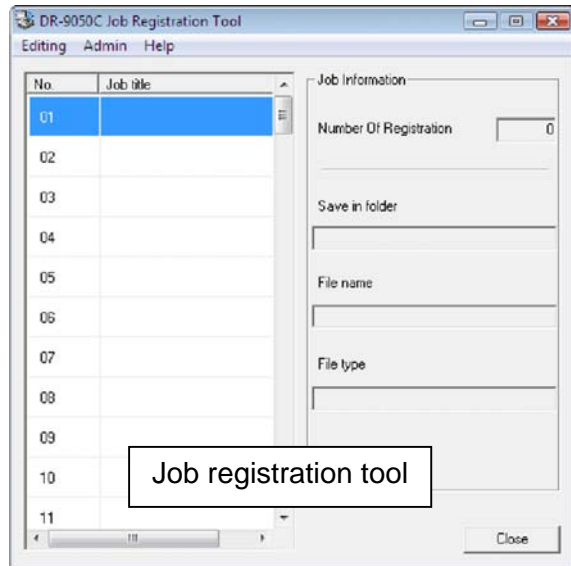 DR-9050C Job Registration Tool
Editing Admin Help
No. Job title
01
02
03
04
05
06
07
08
09
10
11
Job Information
Number Of Registration 0
Save in folder
File name
File type
Job registration tool
Close